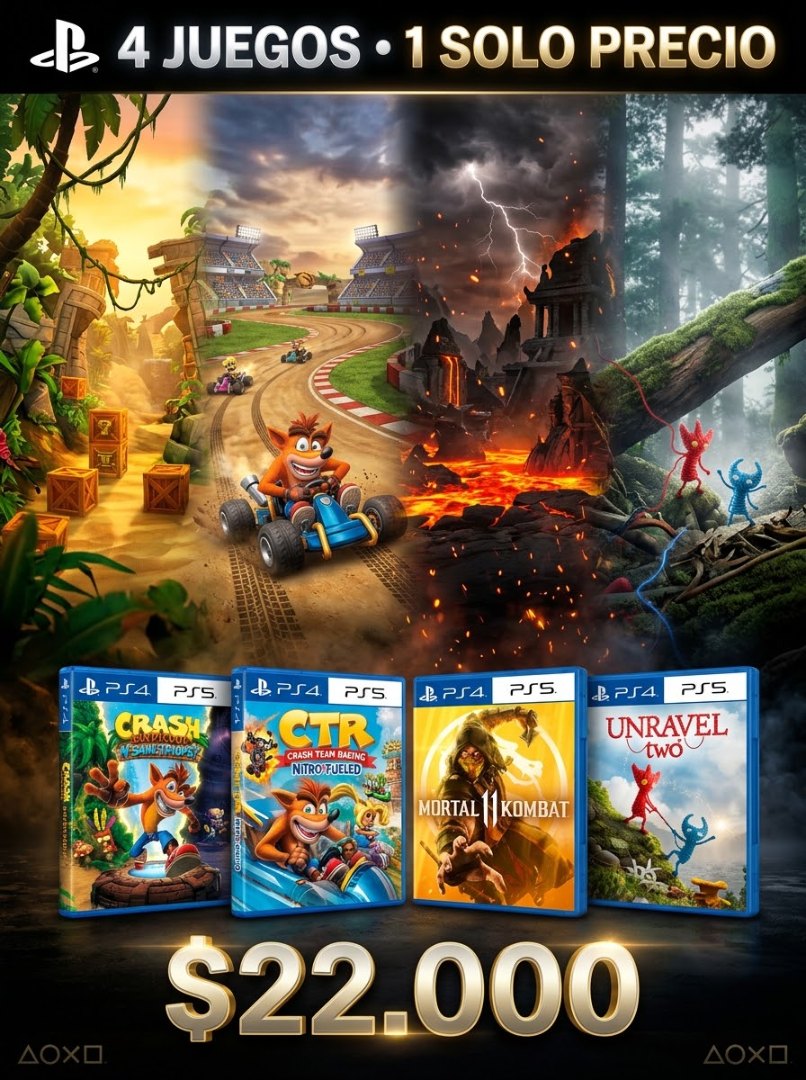 4 JUEGOS • 1 SOLO PRECIO
PS4 PS5
CRASH
PS4 PS5
CTR
CRASH TEAM BAEING
NITRO FUELED
PS4 PS5
MORTAL 11 KOMBAT
PS4 PS5
UNRAVEL
two
$22.000